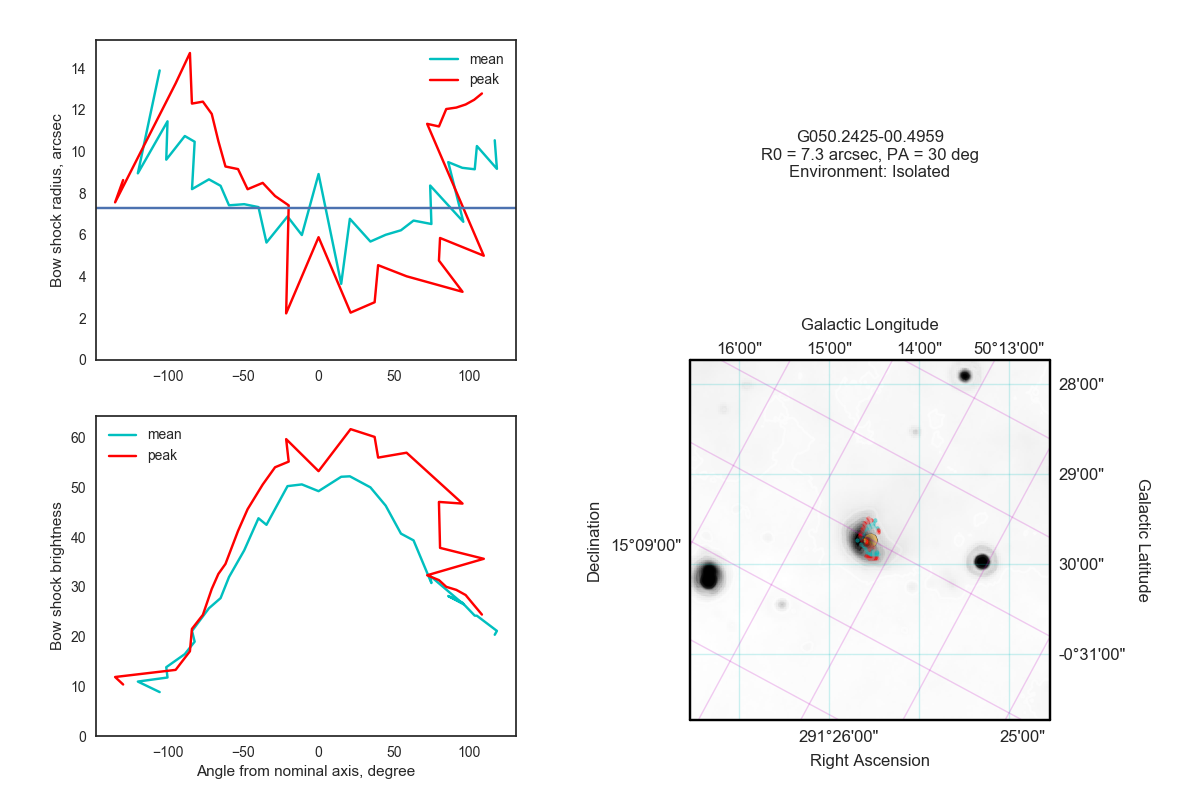 14
12
10
8
6
4
2
0
Bow shock radius, arcsec
mean
peak
−100
−50
0
50
100
60
50
40
30
20
10
0
Bow shock brightness
mean
peak
−100
−50
0
50
100
Angle from nominal axis, degree
G050.2425-00.4959
R0 = 7.3 arcsec, PA = 30 deg
Environment: Isolated
Galactic Longitude
16'00"
15'00"
14'00"
50°13'00"
28'00"
29'00"
30'00"
-0°31'00"
Galactic Latitude
Declination
15°09'00"
291°26'00"
25'00"
Right Ascension